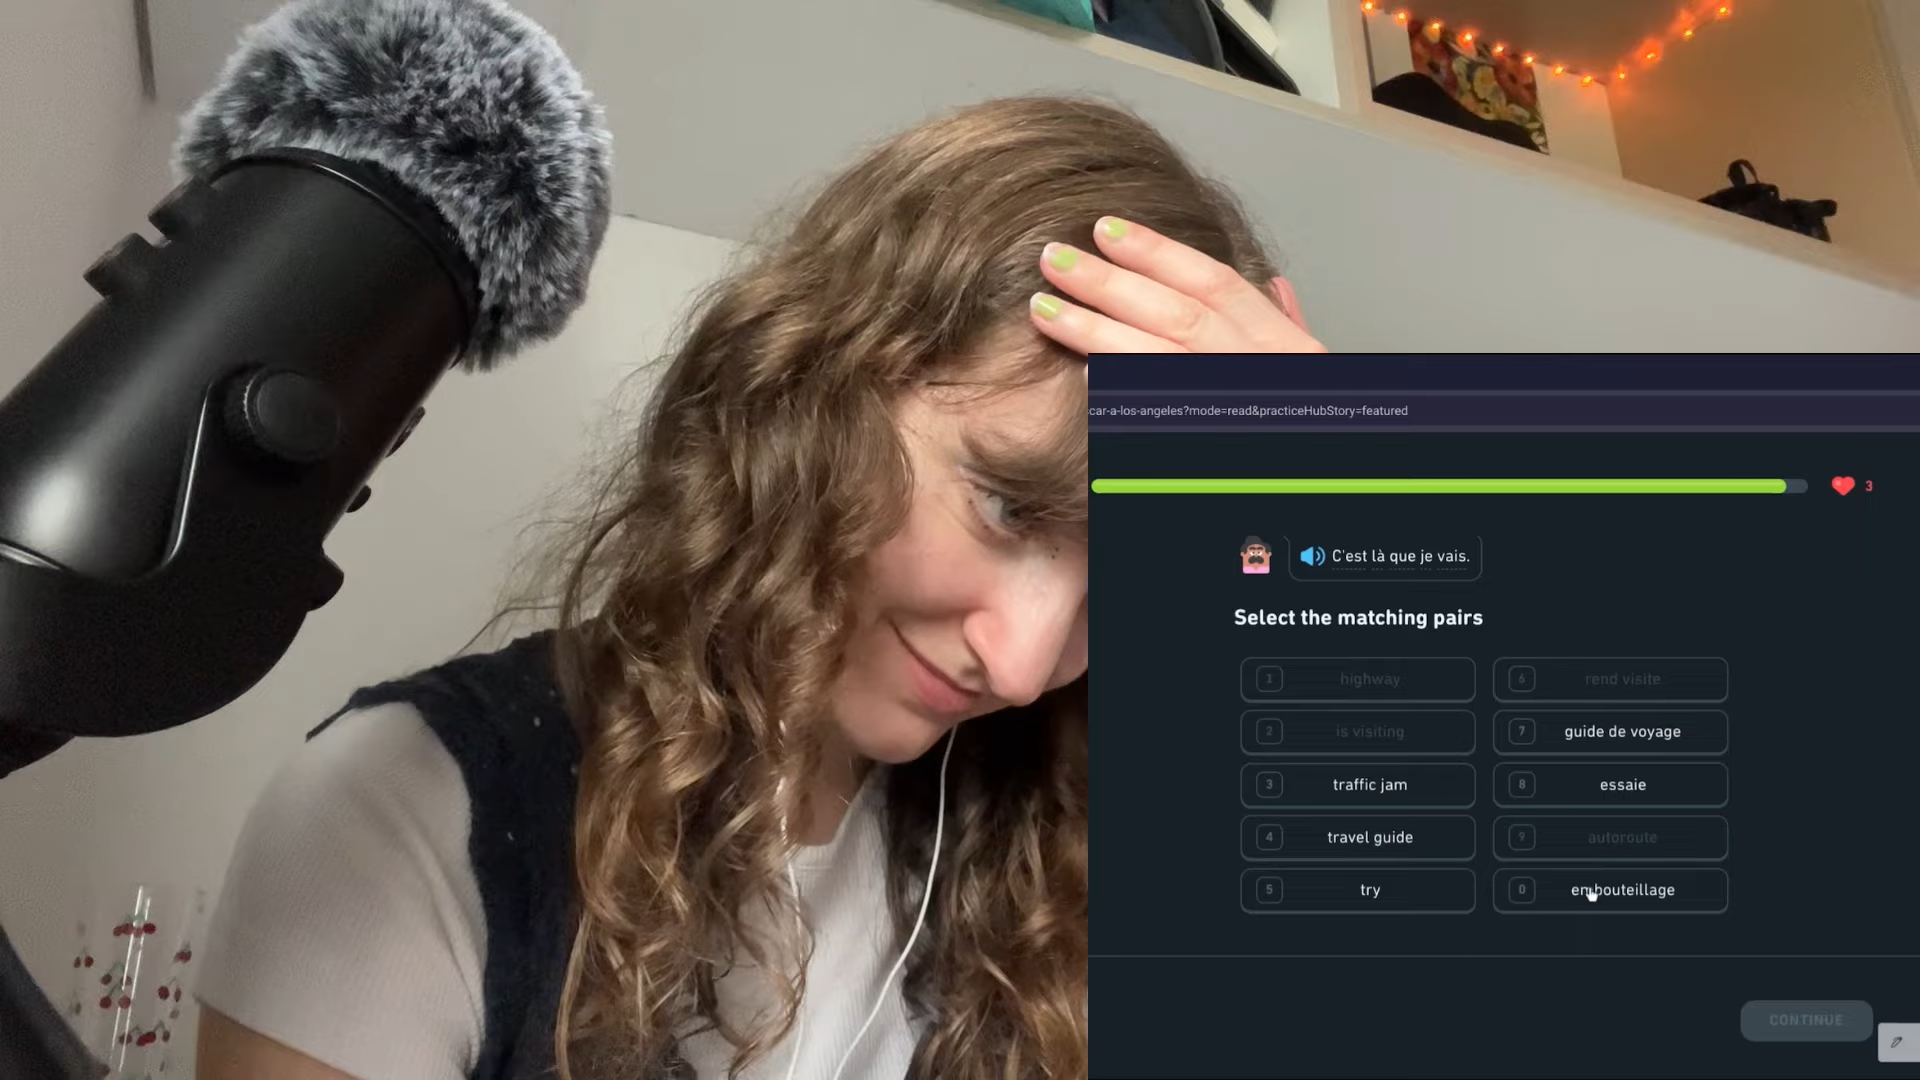 car-a-los-angeles?mode=read&practiceHubStory=featured
3
C'est là que je vais.
Select the matching pairs
1 highway 6 rend visite
2 is visiting 7 guide de voyage
3 traffic jam 8 essaie
4 travel guide 9 autoroute
5 try 0 embouteillage
CONTINUE